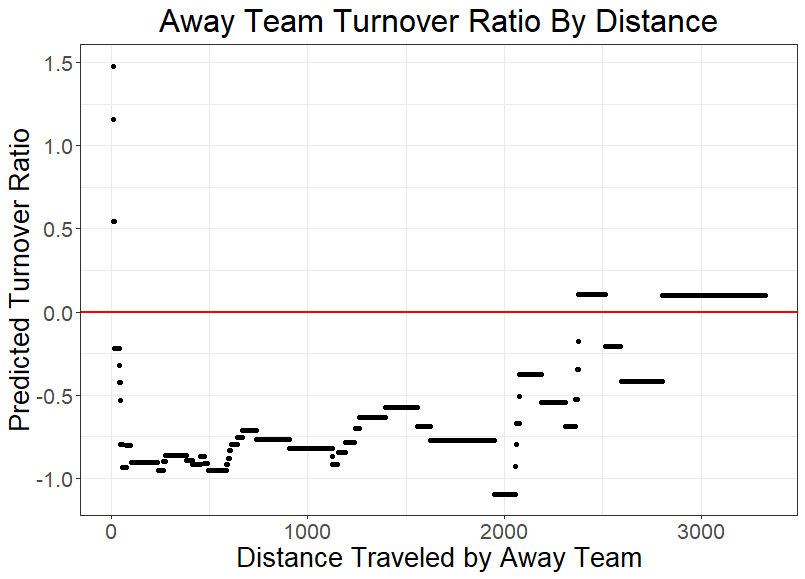 Away Team Turnover Ratio By Distance
Predicted Turnover Ratio
1.5
1.0
0.5
0.0
-0.5
-1.0
0 1000 2000 3000
Distance Traveled by Away Team